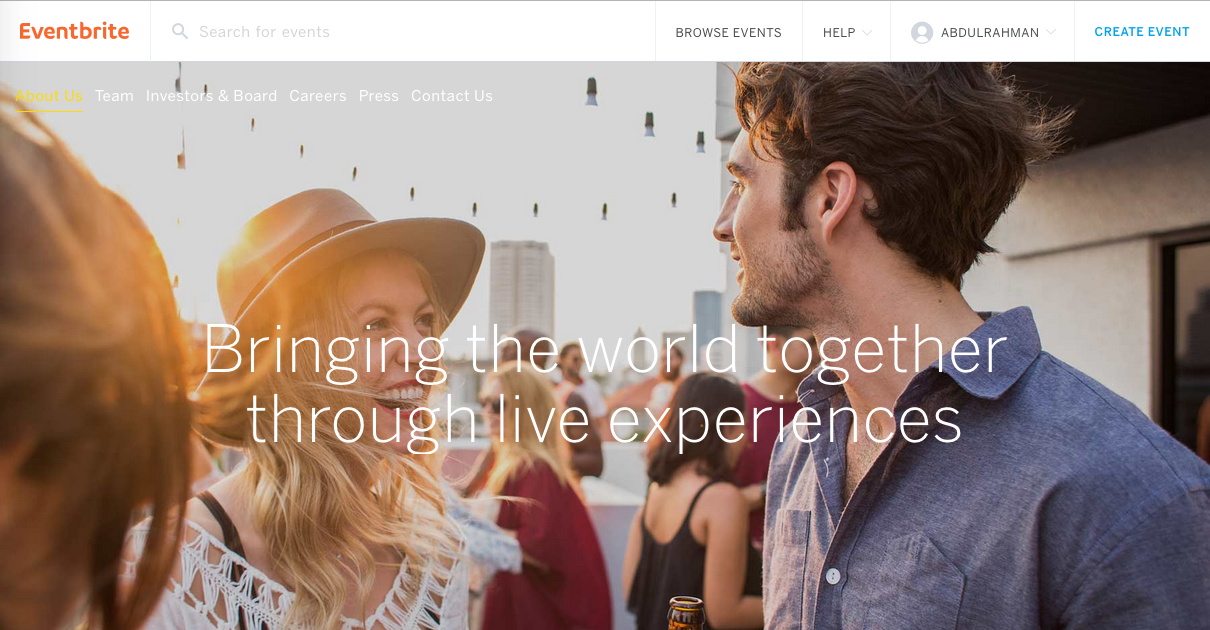 Eventbrite
Search for events
BROWSE EVENTS
HELP
ABDULRAHMAN
CREATE EVENT
About Us Team Investors & Board Careers Press Contact Us
Bringing the world together
through live experiences